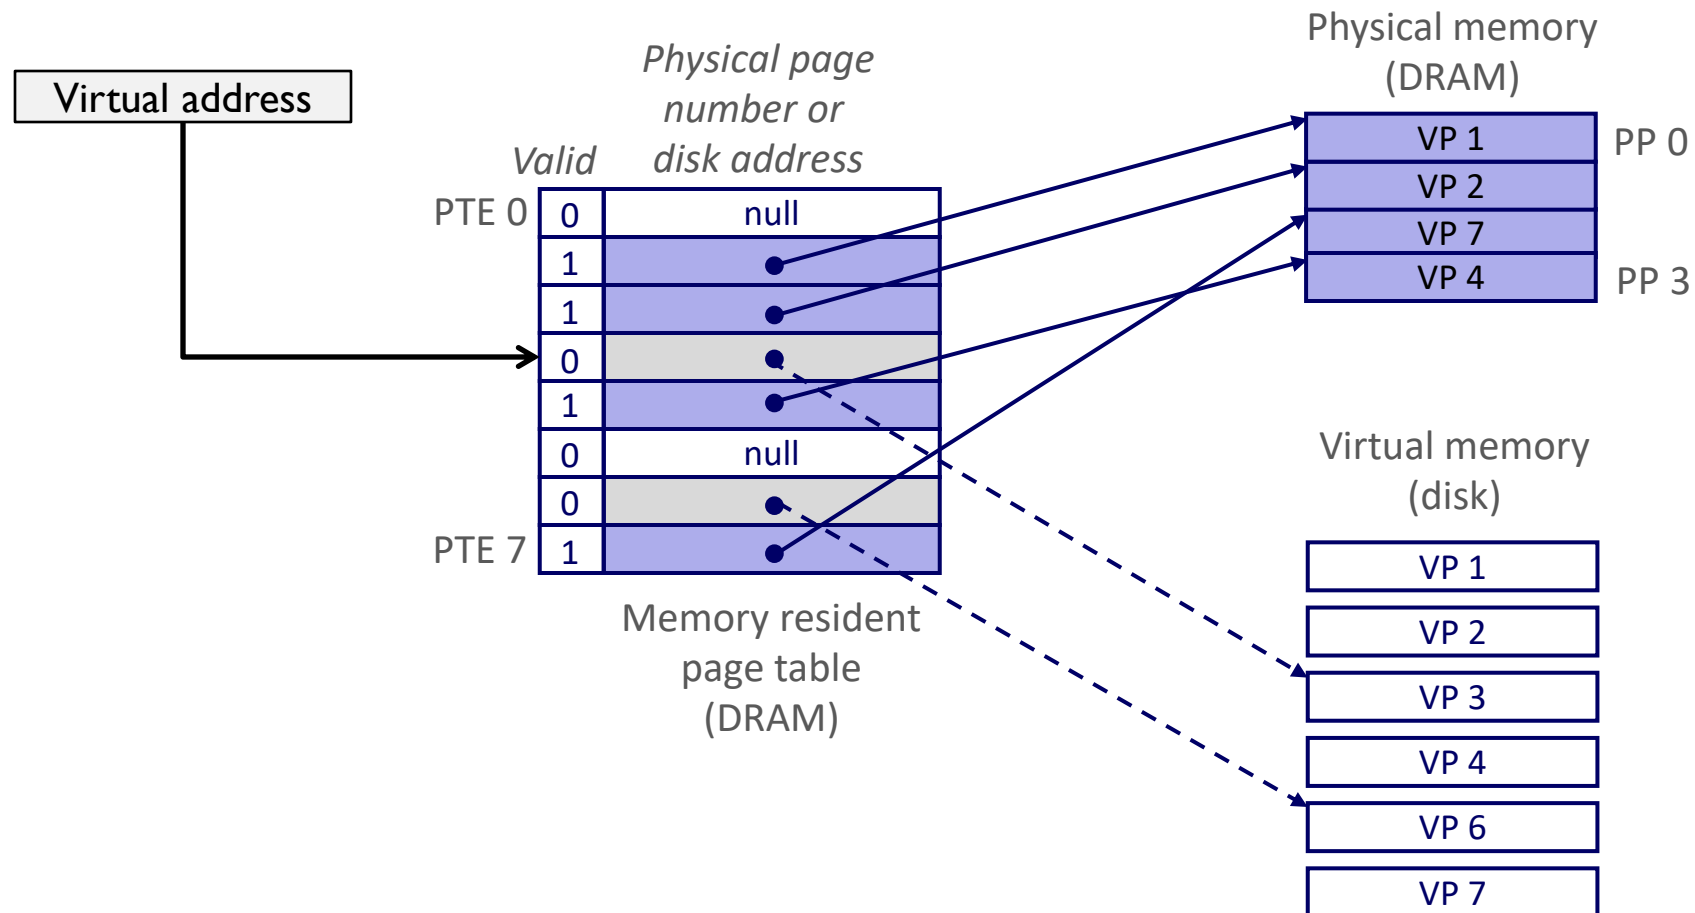 Virtual address
Physical page
number or
disk address
Valid
PTE 0
0
null
1
1
0
1
0
null
0
PTE 7
1
Memory resident
page table
(DRAM)
Physical memory
(DRAM)
VP 1
PP 0
VP 2
VP 7
VP 4
PP 3
Virtual memory
(disk)
VP 1
VP 2
VP 3
VP 4
VP 6
VP 7